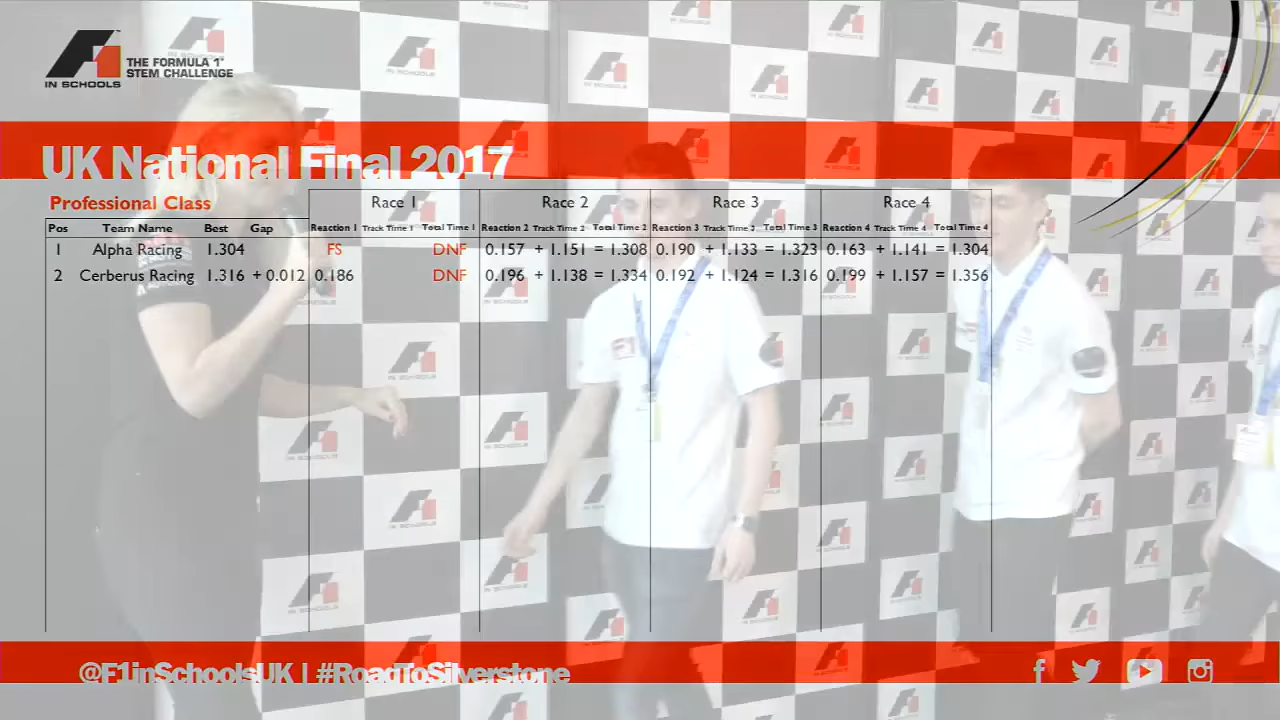 THE FORMULA 1™
STEM CHALLENGE
IN SCHOOLS
UK National Final 2017
Professional Class Race 1 Race 2 Race 3 Race 4
Pos Team Name Best Gap Reaction 1 Track Time 1 Total Time 1 Reaction 2 Track Time 2 Total Time 2 Reaction 3 Track Time 3 Total Time 3 Reaction 4 Track Time 4 Total Time 4
1 Alpha Racing 1.304 FS DNF 0.157 + 1.151 = 1.308 0.190 + 1.133 = 1.323 0.163 + 1.141 = 1.304
2 Cerberus Racing 1.316 + 0.012 0.186 DNF 0.196 + 1.138 = 1.334 0.192 + 1.124 = 1.316 0.199 + 1.157 = 1.356
@F1inSchoolsUK | #RoadToSilverstone